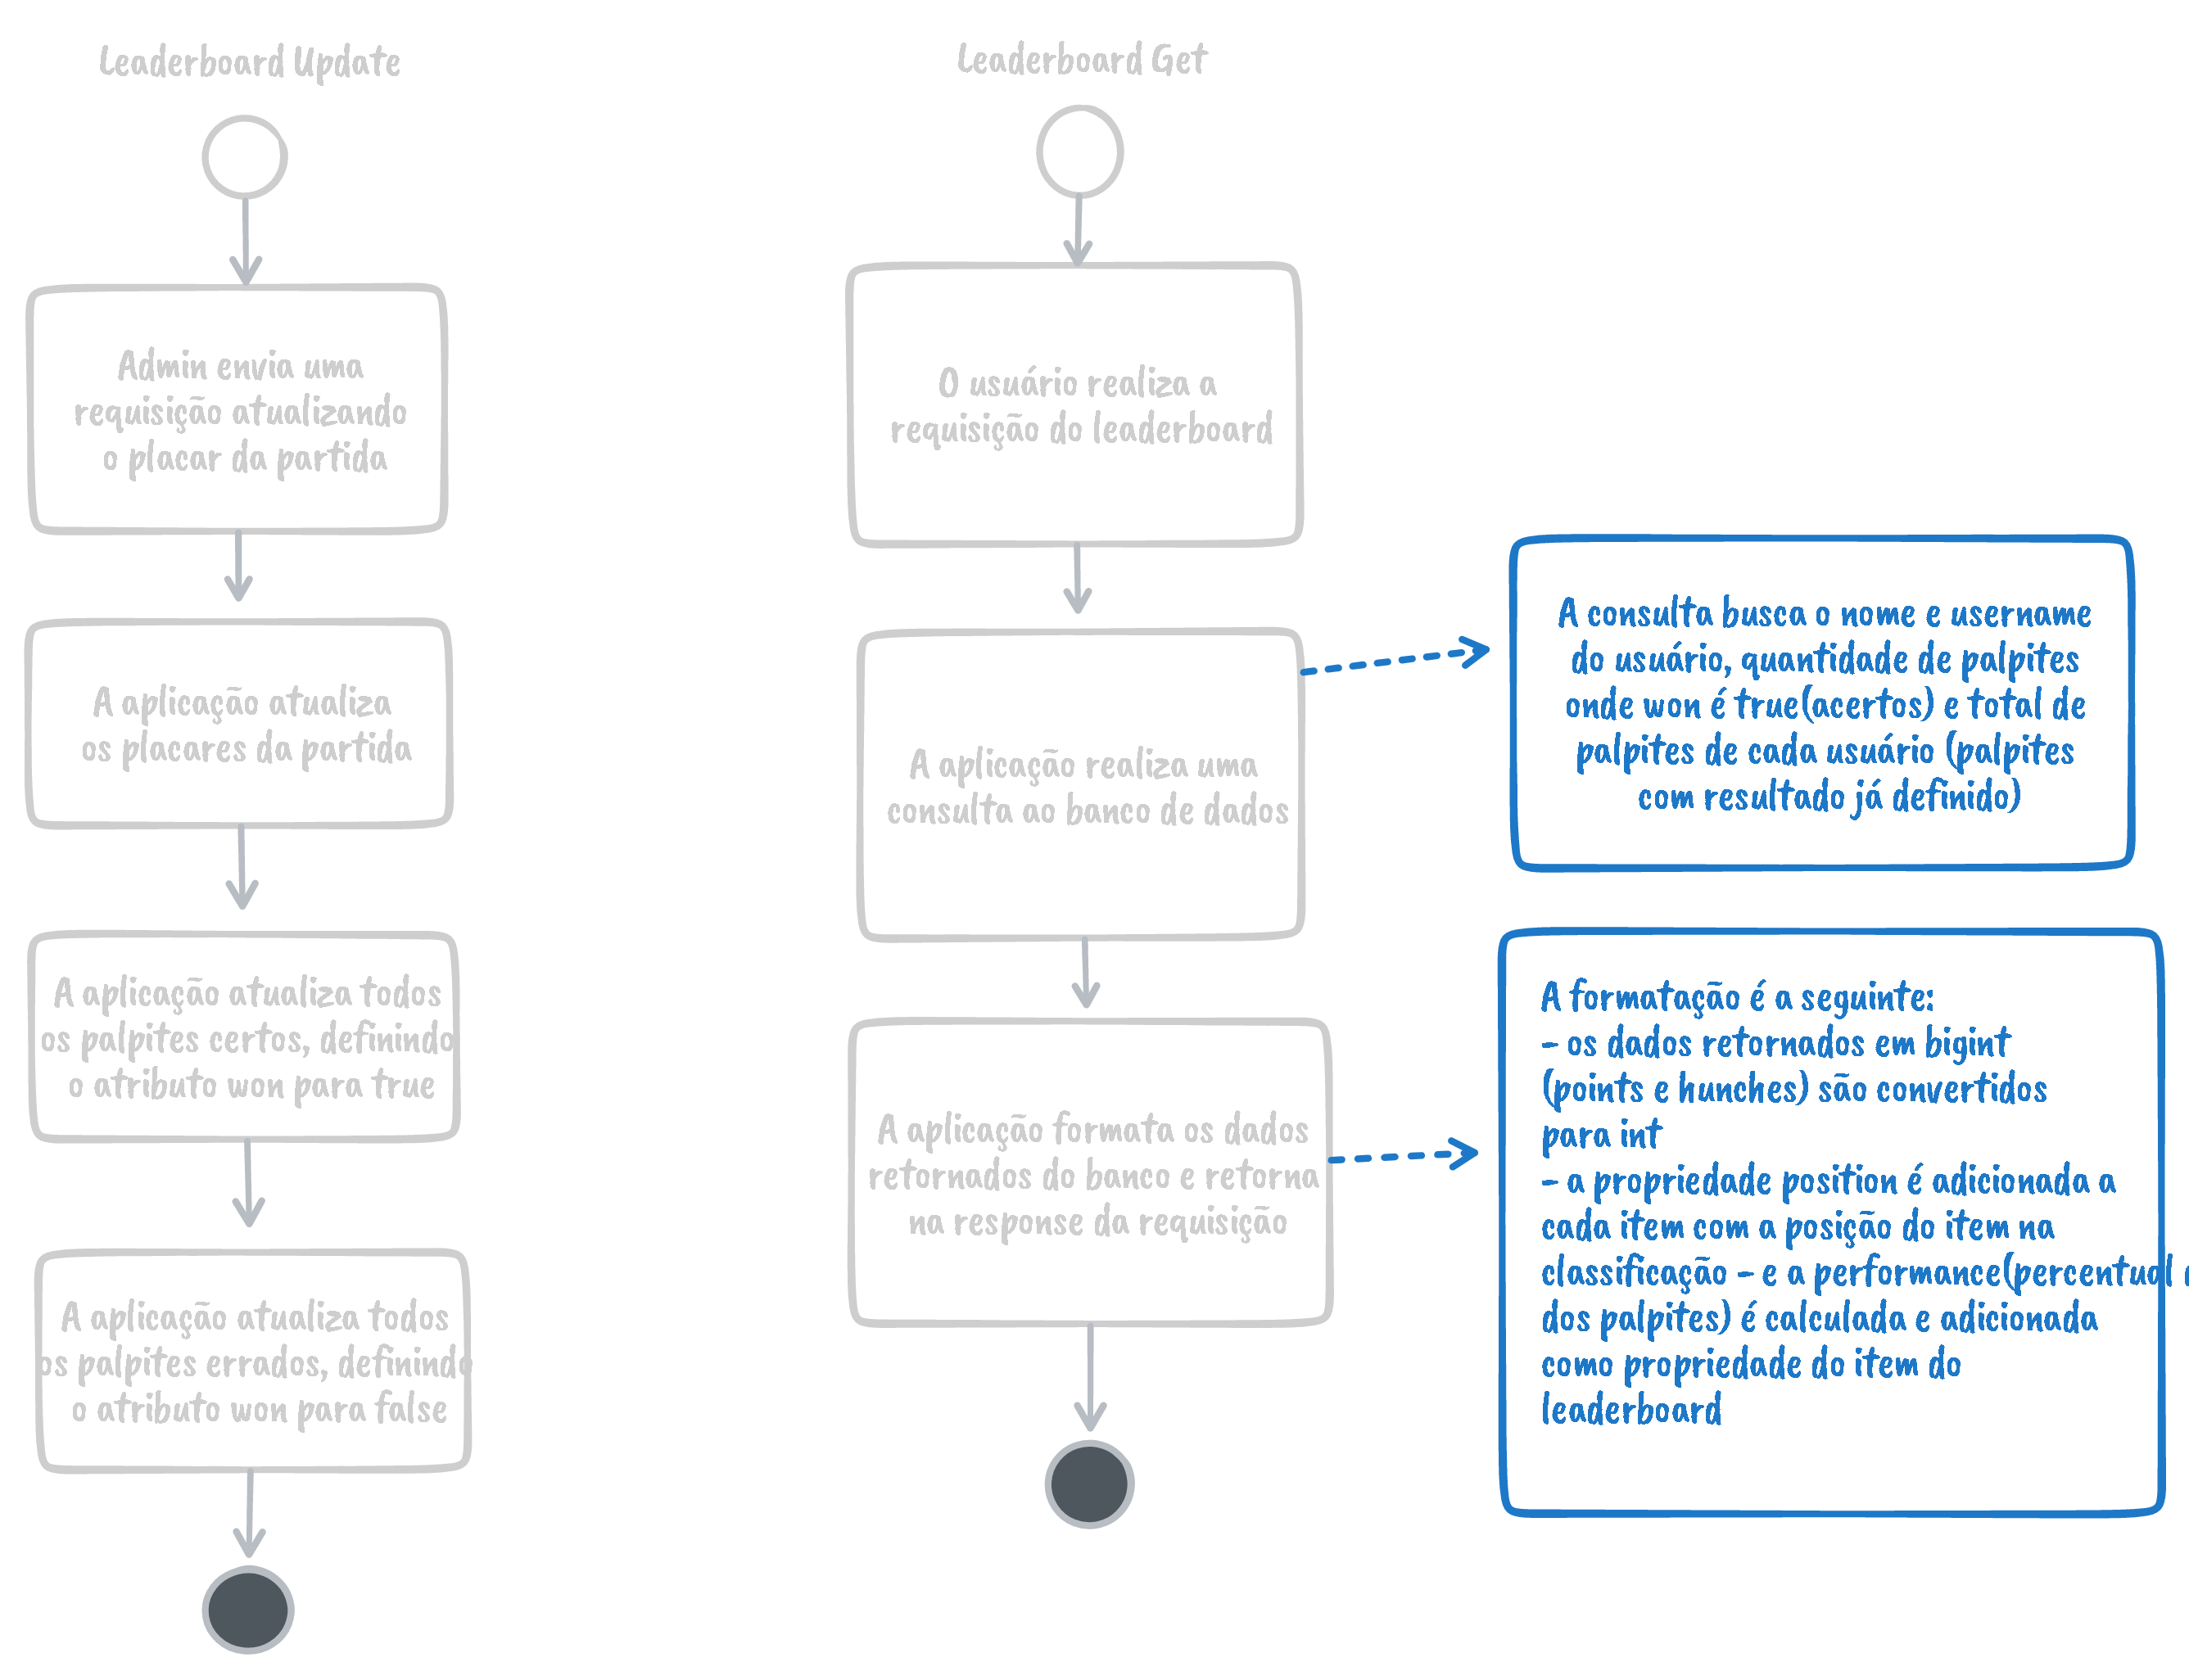 Leaderboard Update
Admin envia uma
requisição atualizando
o placar da partida
A aplicação atualiza
os placares da partida
A aplicação atualiza todos
os palpites certos, definindo
o atributo won para true
A aplicação atualiza todos
os palpites errados, definindo
o atributo won para false
Leaderboard Get
O usuário realiza a
requisição do leaderboard
A aplicação realiza uma
consulta ao banco de dados
A aplicação formata os dados
retornados do banco e retorna
na response da requisição
A consulta busca o nome e username
do usuário, quantidade de palpites
onde won é true(acertos) e total de
palpites de cada usuário (palpites
com resultado já definido)
A formatação é a seguinte:
- os dados retornados em bigint
(points e hunches) são convertidos
para int
- a propriedade position é adicionada a
cada item com a posição do item na
classificação - e a performance(percentual
dos palpites) é calculada e adicionada
como propriedade do item do
leaderboard